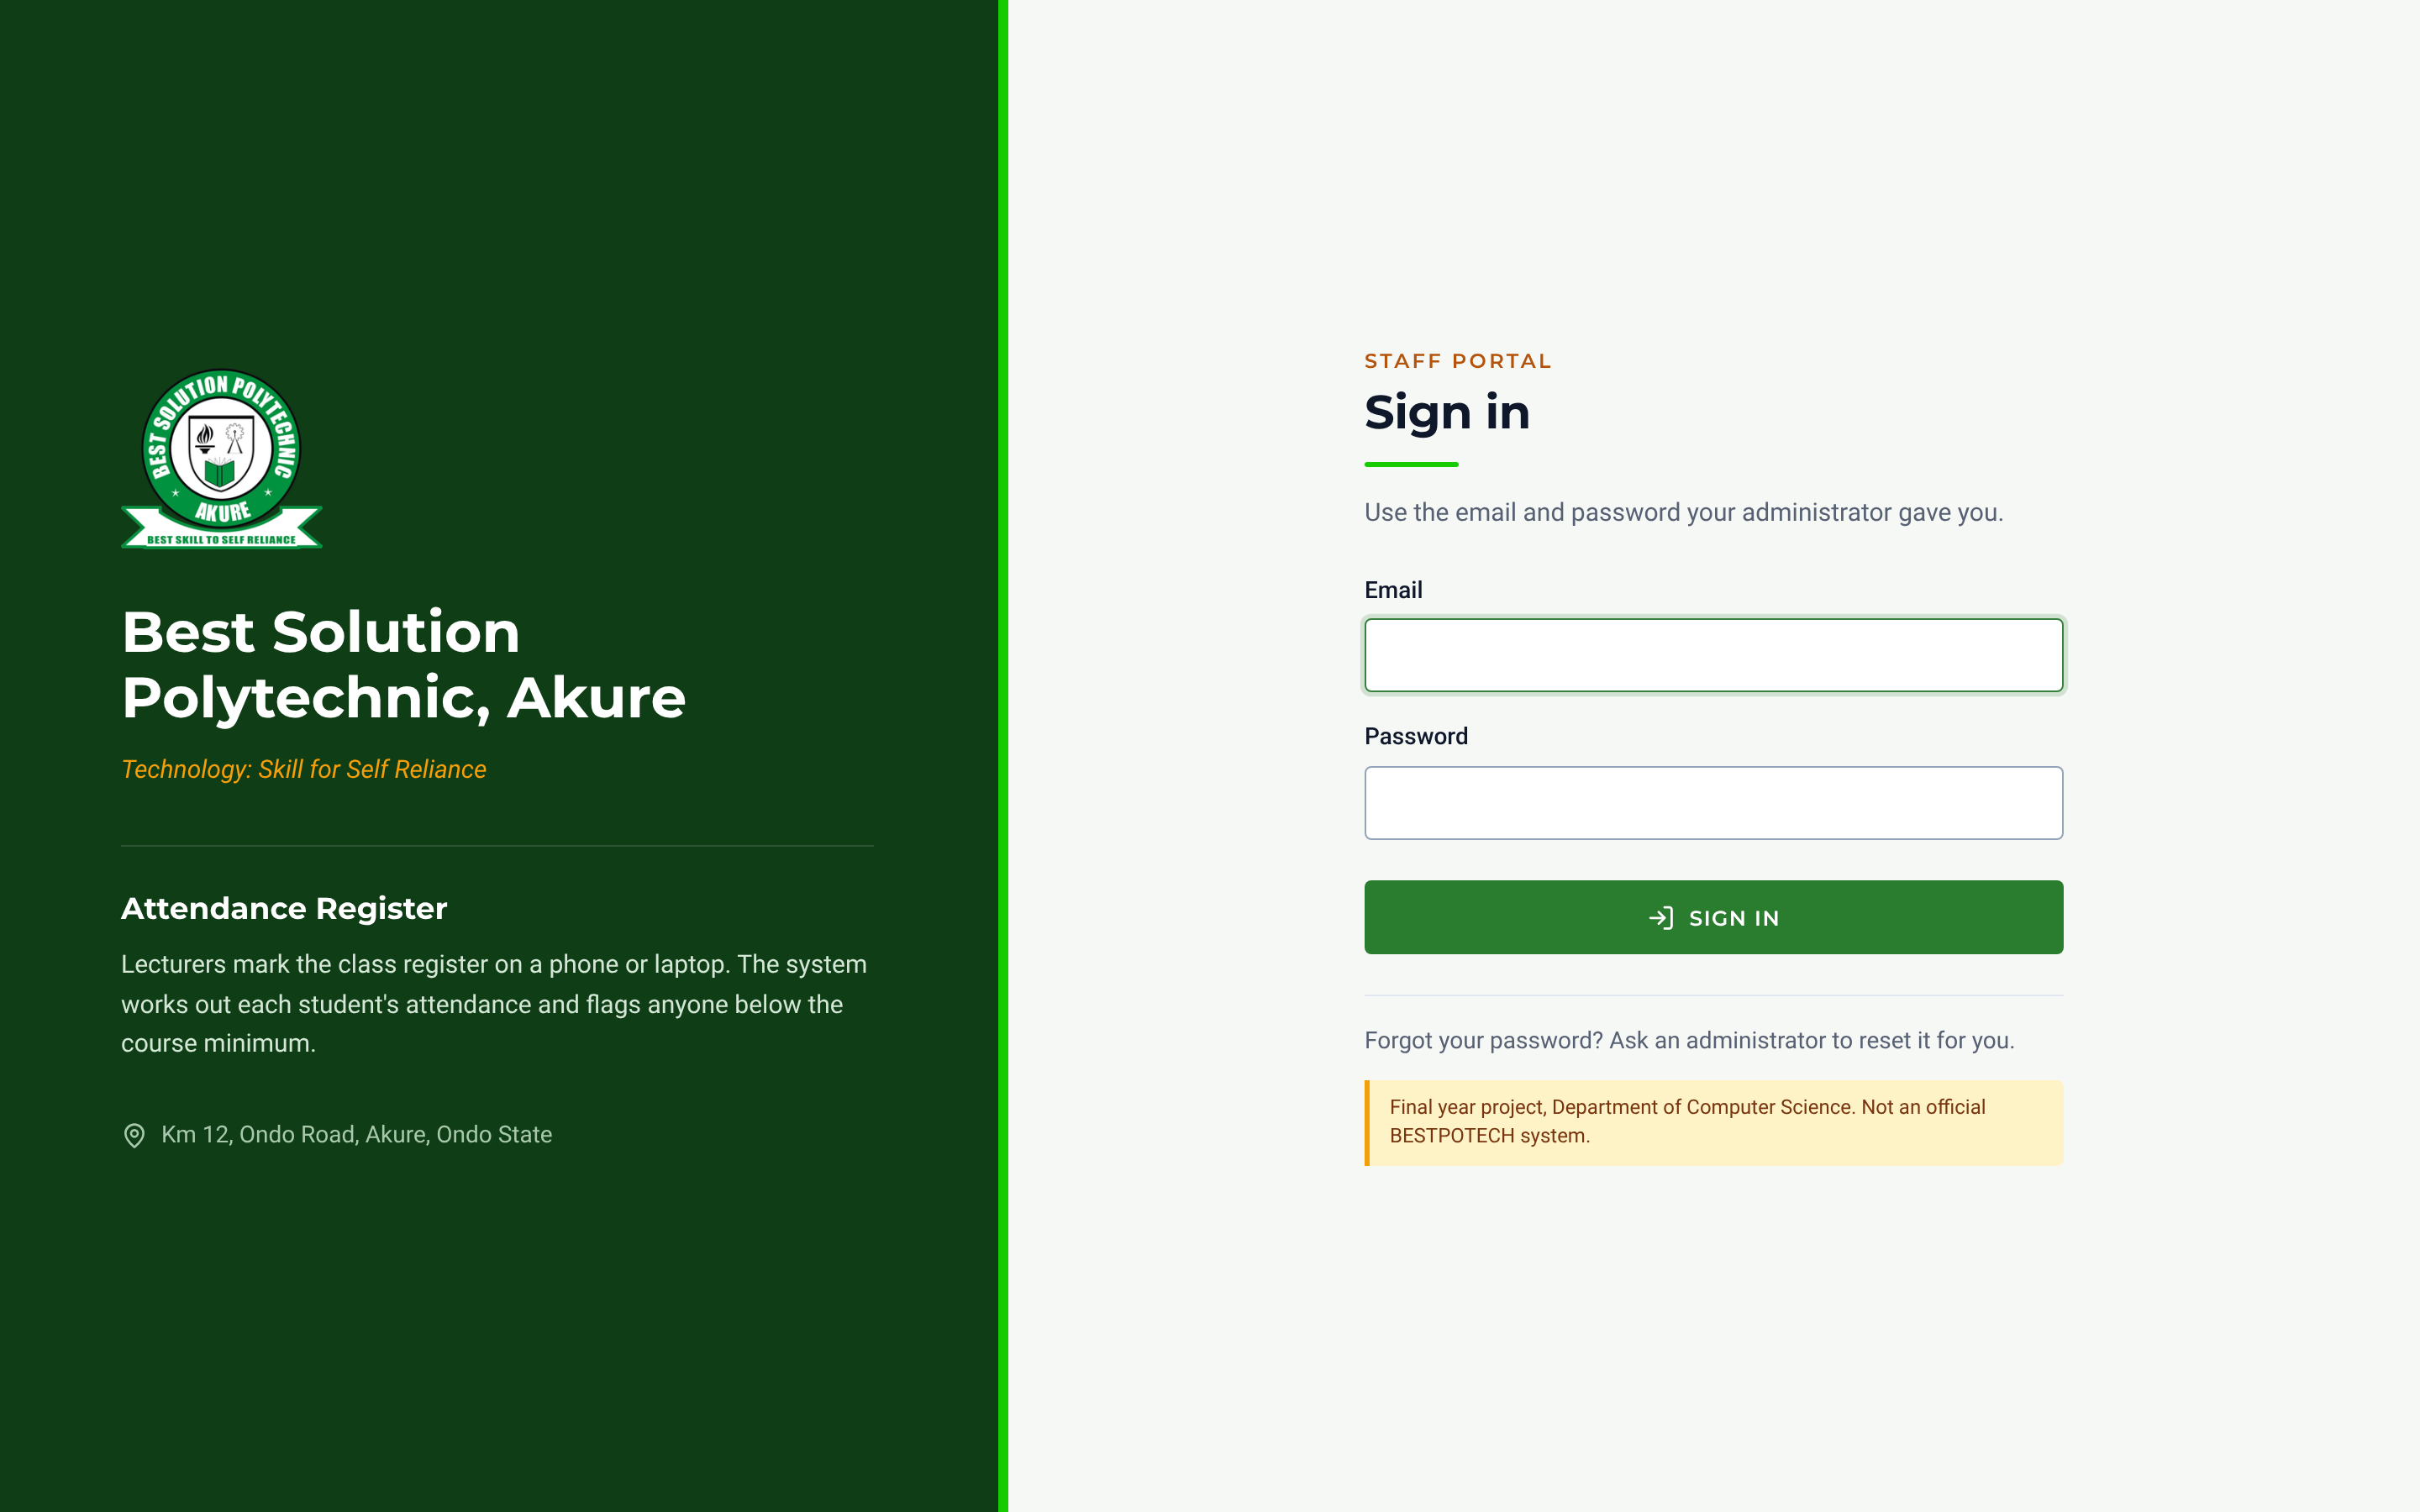 BEST SOLUTION POLYTECHNIC
AKURE
BEST SKILL TO SELF RELIANCE
Best Solution
Polytechnic, Akure
Technology: Skill for Self Reliance
Attendance Register
Lecturers mark the class register on a phone or laptop. The system
works out each student's attendance and flags anyone below the
course minimum.
Km 12, Ondo Road, Akure, Ondo State
STAFF PORTAL
Sign in
Use the email and password your administrator gave you.
Email
Password
SIGN IN
Forgot your password? Ask an administrator to reset it for you.
Final year project, Department of Computer Science. Not an official
BESTPOTECH system.